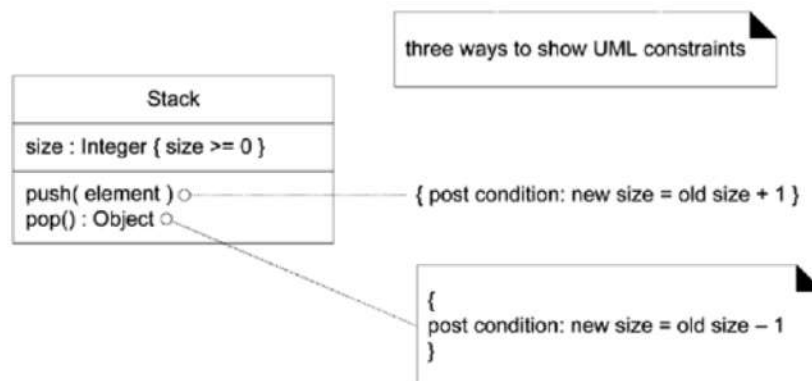 three ways to show UML constraints
Stack
size : Integer { size >= 0 }
push( element )
{ post condition: new size = old size + 1 }
pop() : Object
{
post condition: new size = old size – 1
}